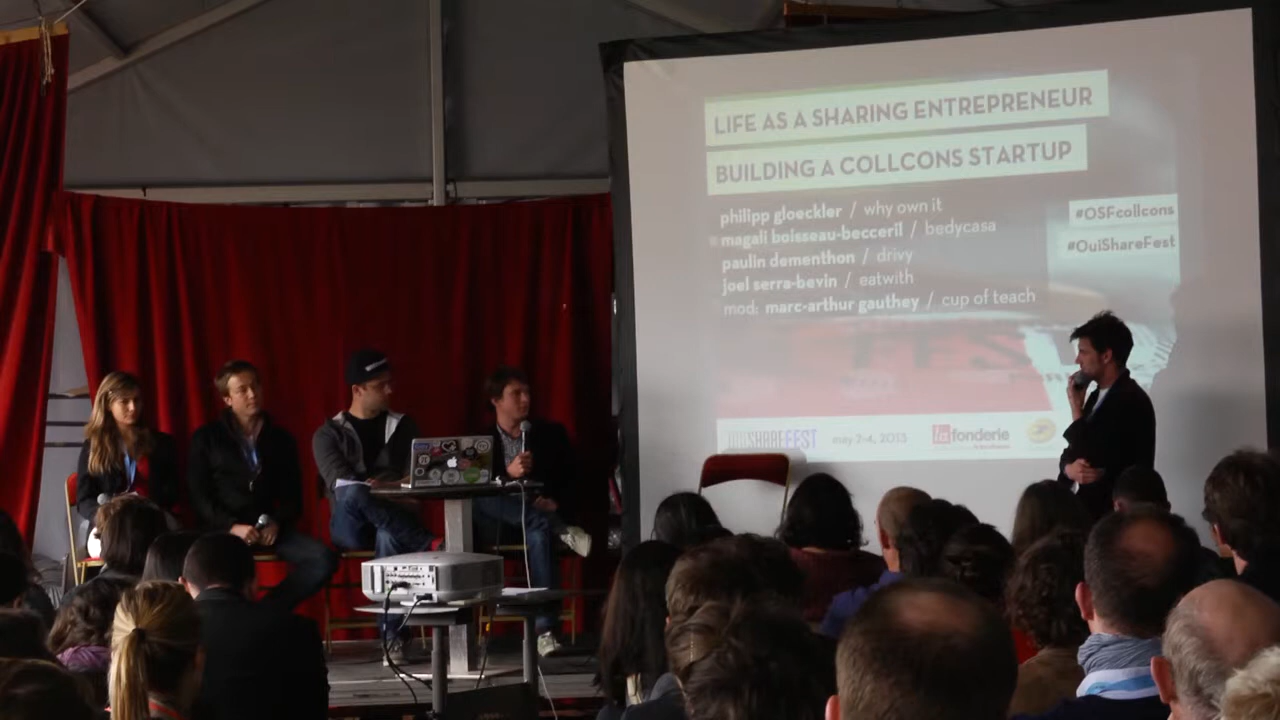 LIFE AS A SHARING ENTREPRENEUR
BUILDING A COLLCONS STARTUP
philipp gloeckler / why own it
magali boisseau-becceril / bedycasa
paulin dementhon / drivy
joel serra-bevin / eatwith
mod: marc-arthur gauthey / cup of teach
#OSFcollcons
#OuiShareFest
OUISHAREFEST
may 2-4, 2013
lafonderie